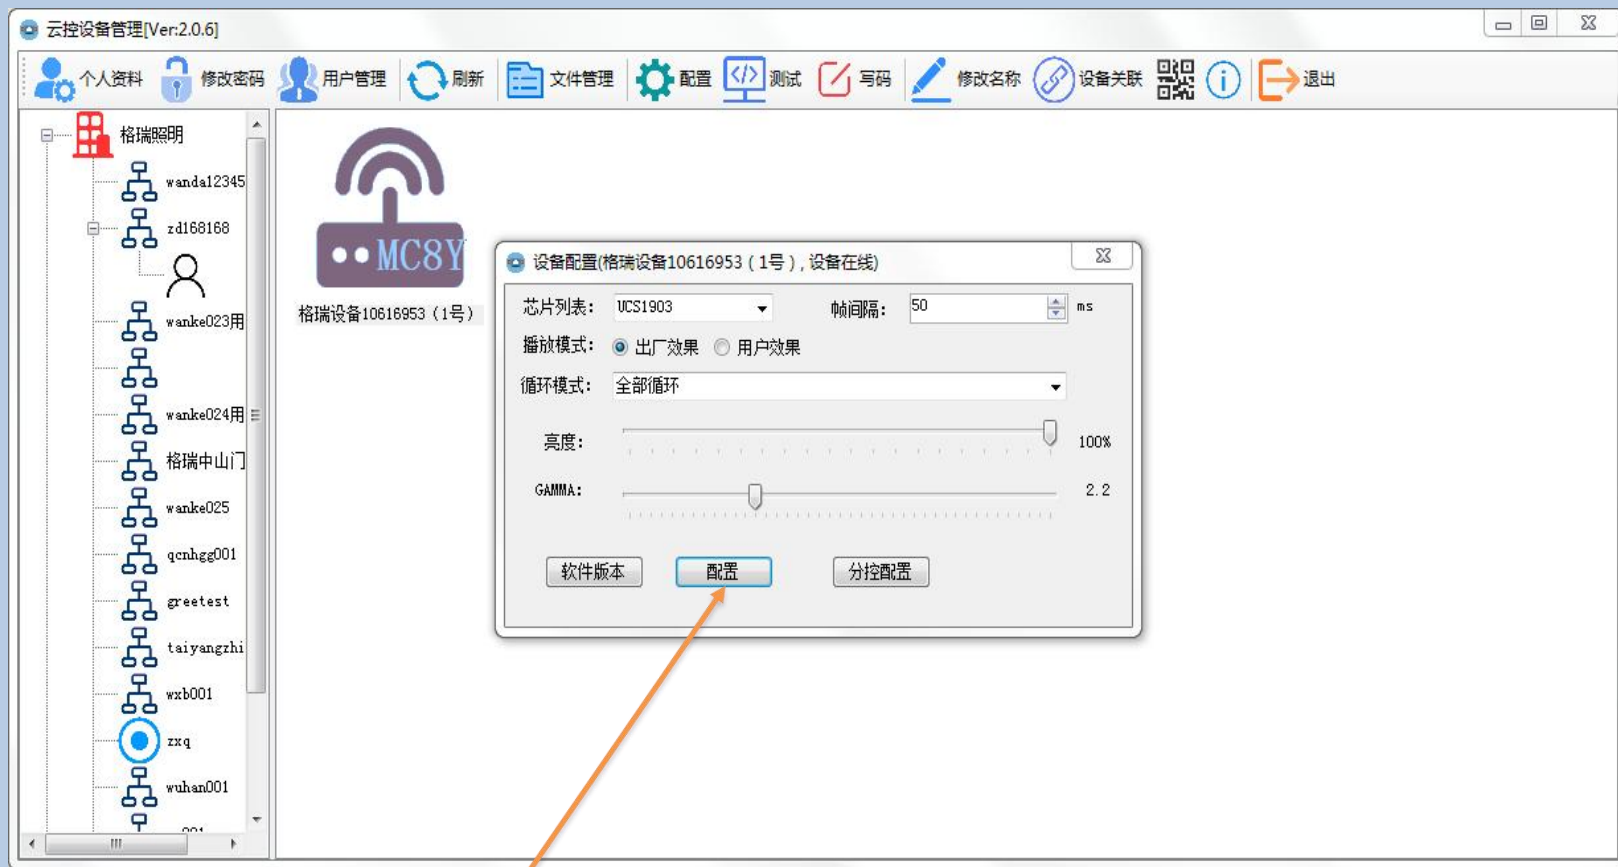 云控设备管理[Ver:2.0.6]
个人资料 修改密码 用户管理 刷新 文件管理 配置 测试 写码 修改名称 设备关联 退出
格瑞照明
wanda12345
zd168168
wanke023用
wanke024用
格瑞中山门
wanke025
qcnhgg001
greetest
taiyangzhi
wxb001
zxq
wuhan001
MC8Y
格瑞设备10616953（1号）
设备配置(格瑞设备10616953（1号）, 设备在线)
芯片列表： UCS1903 帧间隔： 50 ms
播放模式： 出厂效果 用户效果
循环模式： 全部循环
亮度： 100%
GAMMA： 2.2
软件版本 配置 分控配置